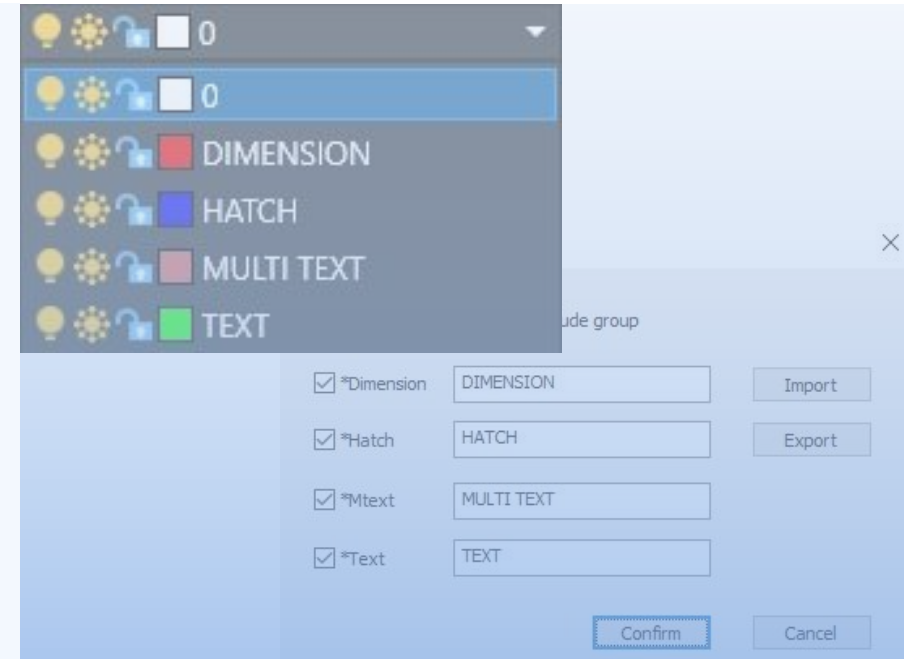 0
0
DIMENSION
HATCH
MULTI TEXT
TEXT
group
*Dimension DIMENSION Import
*Hatch HATCH Export
*Mtext MULTI TEXT
*Text TEXT
Confirm Cancel